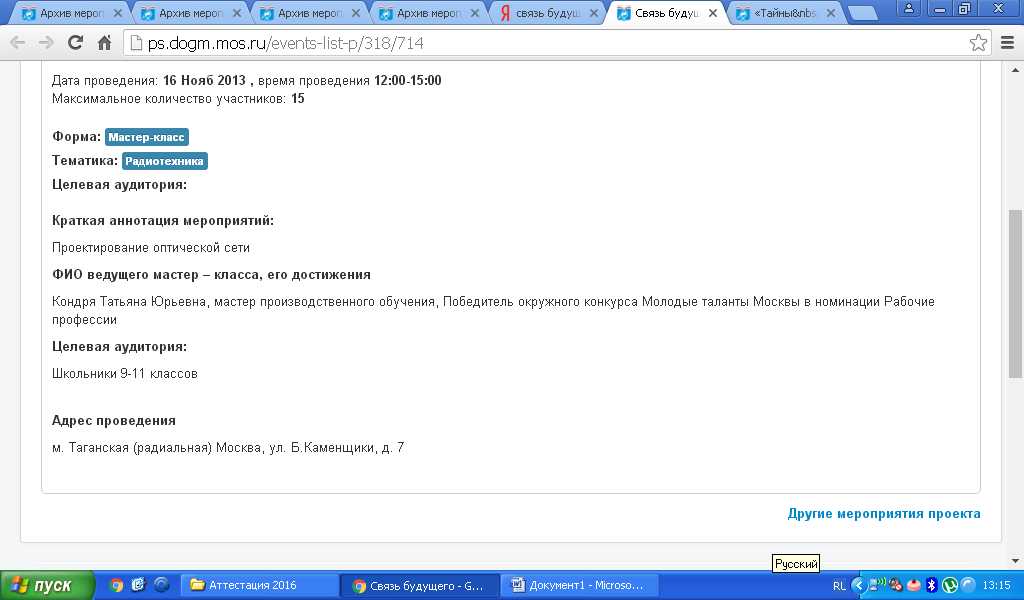 Архив мероп
Архив мероп
Архив мероп
Архив мероп
связь будущ
Связь будущ
«Тайны&nbs
ps.dogm.mos.ru/events-list-p/318/714
Дата проведения: 16 Нояб 2013 , время проведения 12:00-15:00
Максимальное количество участников: 15
Форма: Мастер-класс
Тематика: Радиотехника
Целевая аудитория:
Краткая аннотация мероприятий:
Проектирование оптической сети
ФИО ведущего мастер – класса, его достижения
Кондря Татьяна Юрьевна, мастер производственного обучения, Победитель окружного конкурса Молодые таланты Москвы в номинации Рабочие
профессии
Целевая аудитория:
Школьники 9-11 классов
Адрес проведения
м. Таганская (радиальная) Москва, ул. Б.Каменщики, д. 7
Другие мероприятия проекта
Русский
пуск
Аттестация 2016
Связь будущего - G...
Документ1 - Microso...
RL
13:15